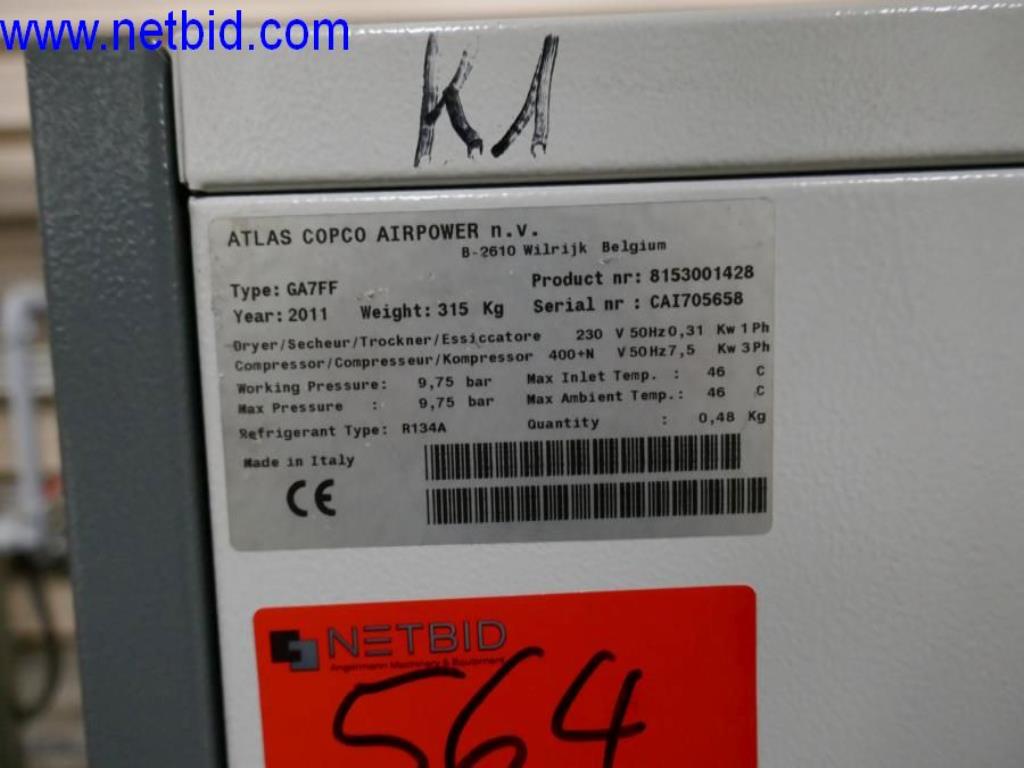 www.netbid.com
K1
ATLAS COPCO AIRPOWER n.v.
B-2610 Wilrijk Belgium
Type: GA7FF Product nr: 8153001428
Year: 2011 Weight: 315 Kg Serial nr : CAI705658
Dryer/Secheur/Trockner/Essiccatore 230 V 50Hz 0,31 Kw 1Ph
Compressor/Compresseur/Kompressor 400+N V 50Hz 7,5 Kw 3Ph
Working Pressure: 9,75 bar Max Inlet Temp. : 46 C
Max Pressure : 9,75 bar Max Ambient Temp.: 46 C
Refrigerant Type: R134A Quantity : 0,48 Kg
Made in Italy
CE
NETBID
Angermann Machinery & Equipment
564